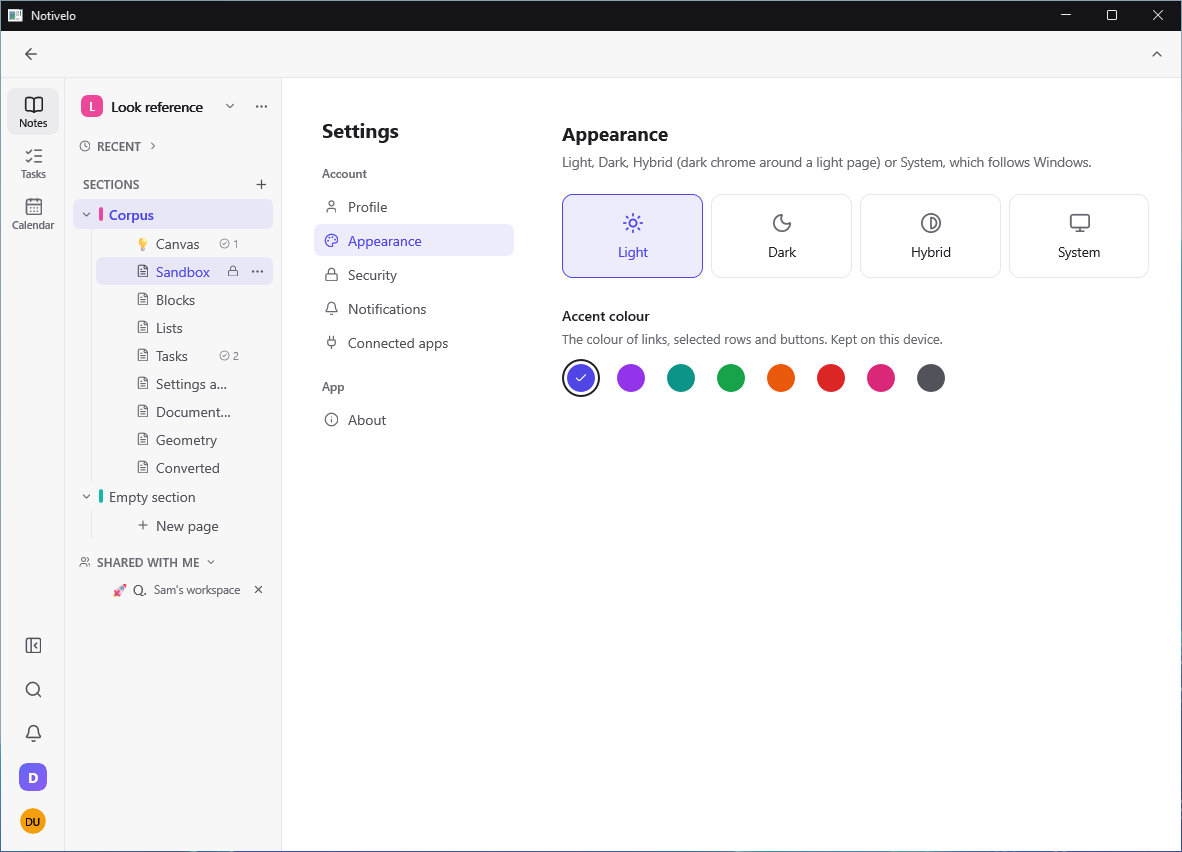 Notivelo
Notes
Tasks
Calendar
L Look reference
RECENT
SECTIONS
Corpus
Canvas 1
Sandbox
Blocks
Lists
Tasks 2
Settings a...
Document...
Geometry
Converted
Empty section
New page
SHARED WITH ME
Q. Sam's workspace
D
DU
Settings
Account
Profile
Appearance
Security
Notifications
Connected apps
App
About
Appearance
Light, Dark, Hybrid (dark chrome around a light page) or System, which follows Windows.
Light
Dark
Hybrid
System
Accent colour
The colour of links, selected rows and buttons. Kept on this device.